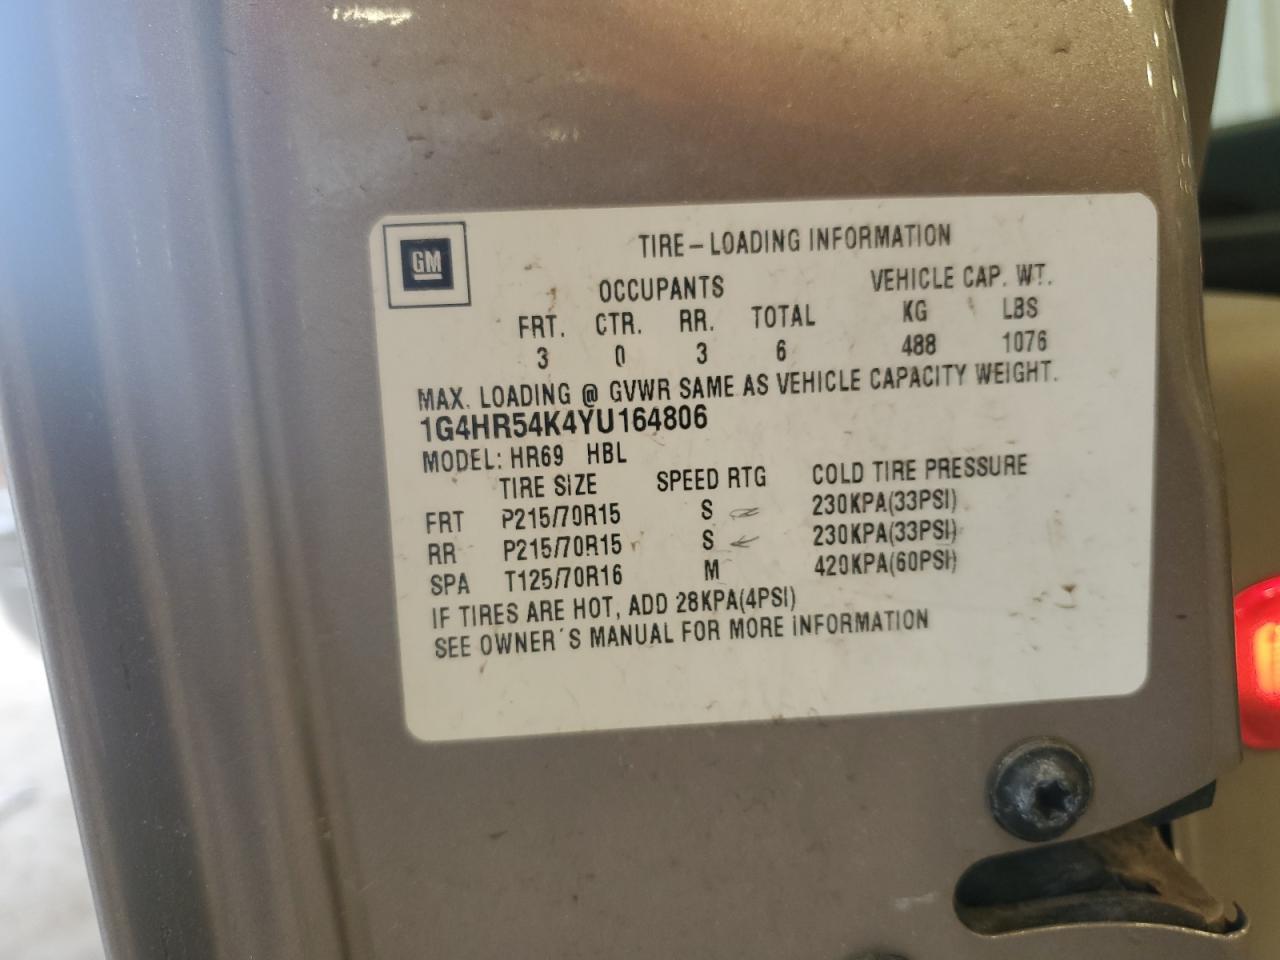 GM
TIRE-LOADING INFORMATION
OCCUPANTS VEHICLE CAP. WT.
FRT. CTR. RR. TOTAL KG LBS
3 0 3 6 488 1076
MAX. LOADING @ GVWR SAME AS VEHICLE CAPACITY WEIGHT.
1G4HR54K4YU164806
MODEL: HR69 HBL
TIRE SIZE SPEED RTG COLD TIRE PRESSURE
FRT P215/70R15 S 230KPA(33PSI)
RR P215/70R15 S 230KPA(33PSI)
SPA T125/70R16 M 420KPA(60PSI)
IF TIRES ARE HOT, ADD 28KPA(4PSI)
SEE OWNER'S MANUAL FOR MORE INFORMATION